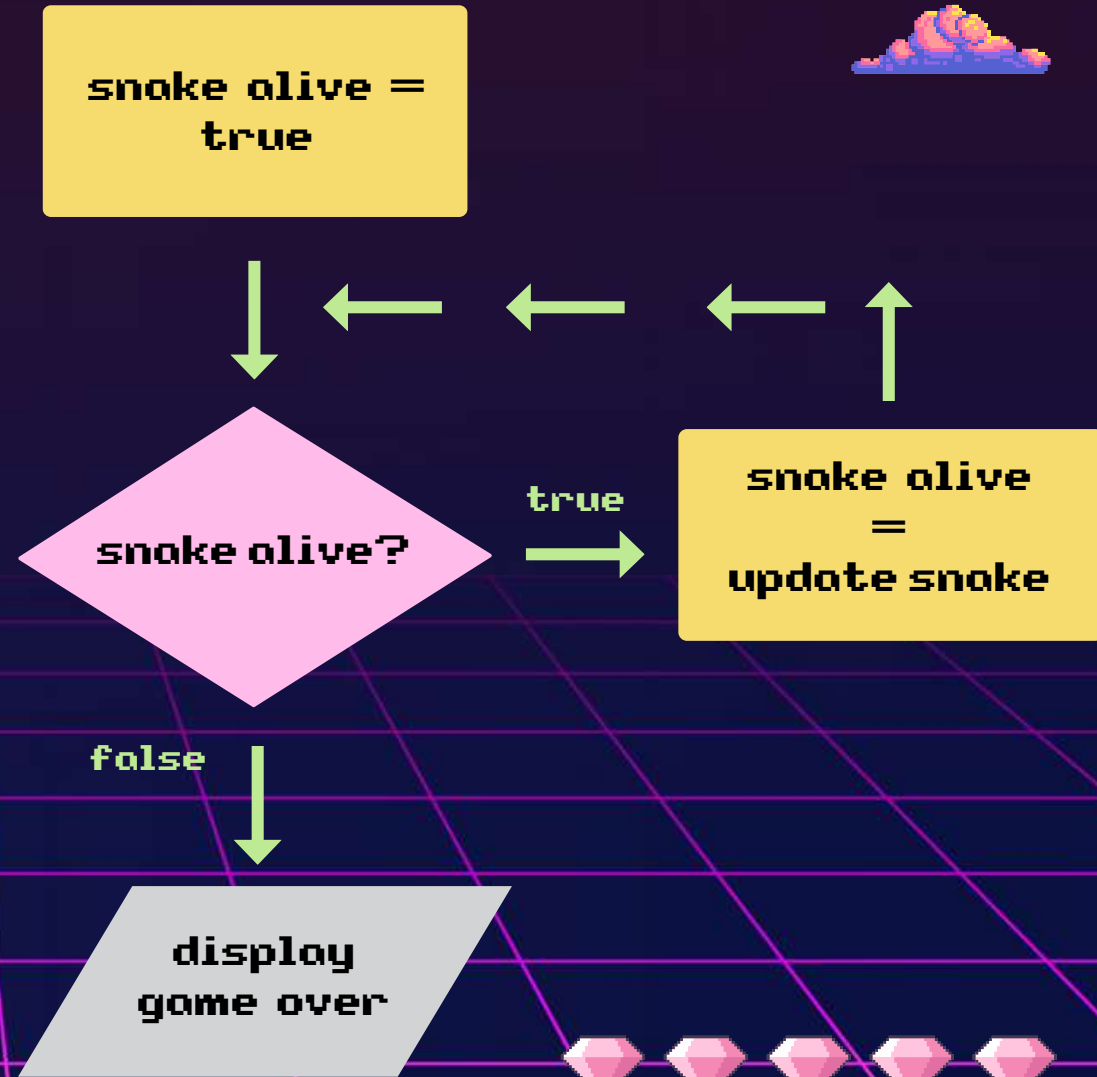 snake alive =
true
snake alive?
true
snake alive
=
update snake
false
display
game over